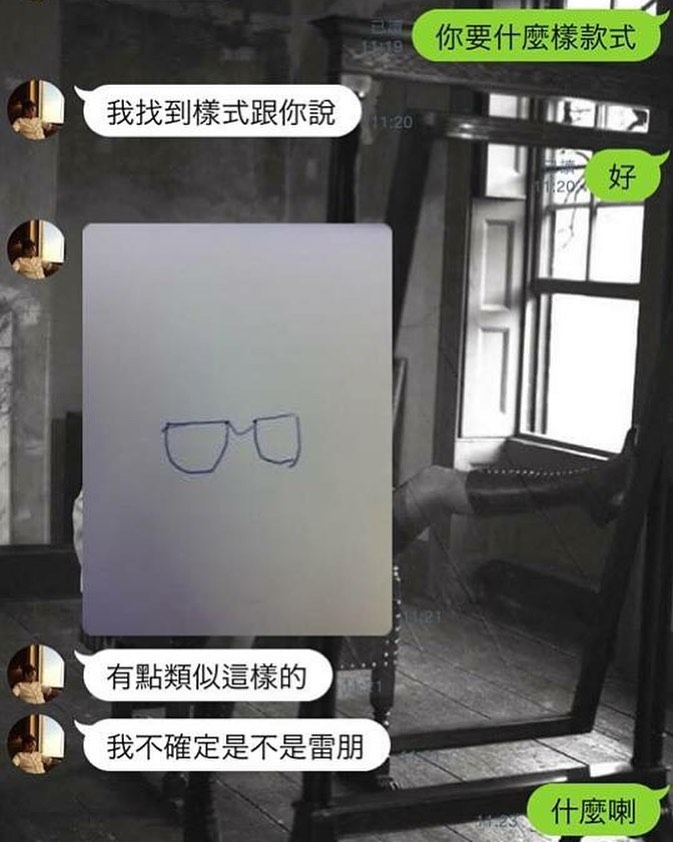 你要什麼樣款式
已讀
11:19
我找到樣式跟你說
11:20
好
已讀
11:20
11:21
有點類似這樣的
我不確定是不是雷朋
什麼喇
11:23